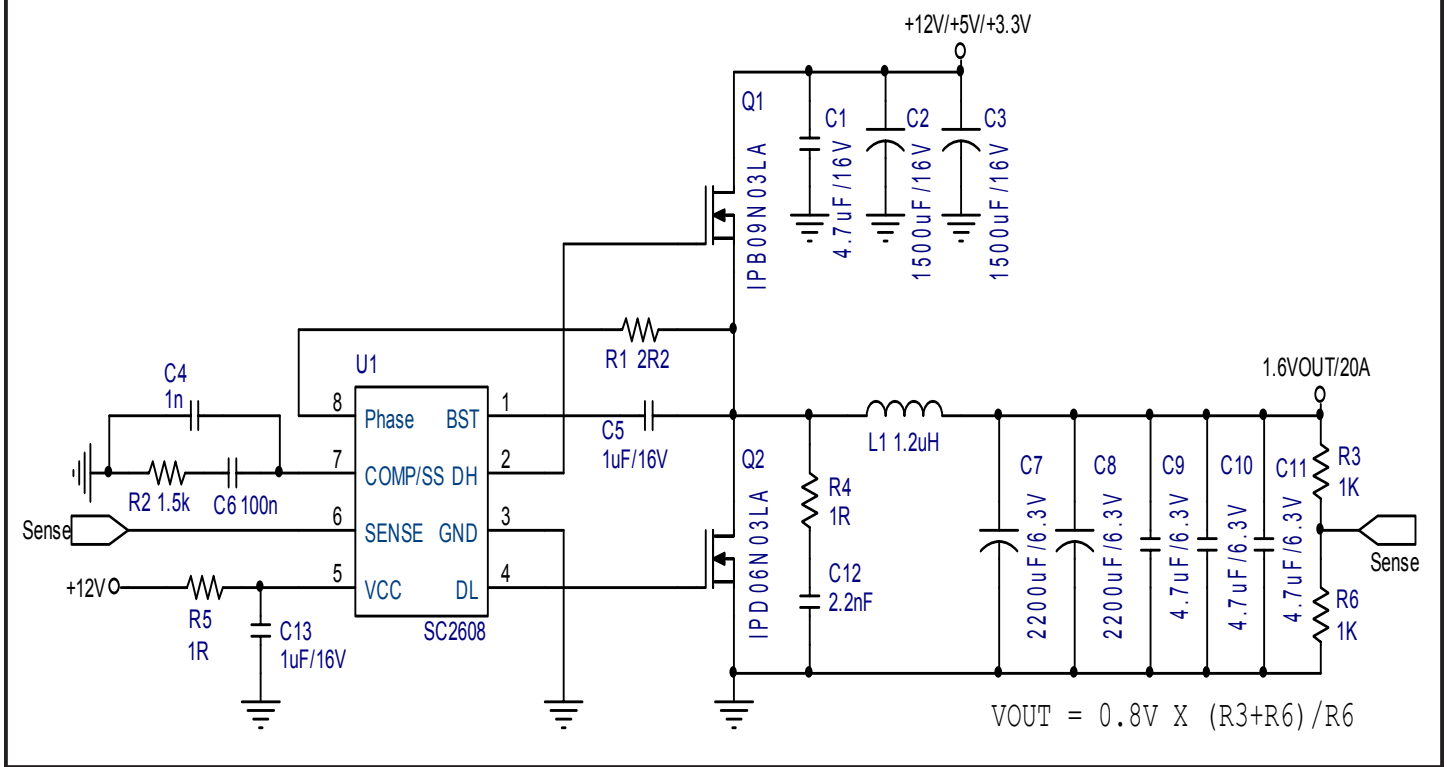 +12V/+5V/+3.3V
Q1
IPB09N03LA
C1
4.7uF/16V
C2
1500uF/16V
C3
1500uF/16V
R1 2R2
U1
C4
1n
8
Phase
BST
1
C5
1uF/16V
7
COMP/SS
DH
2
R2 1.5k
C6 100n
Sense
6
SENSE
GND
3
+12V
5
VCC
DL
4
R5
1R
C13
1uF/16V
SC2608
Q2
IPD06N03LA
R4
1R
C12
2.2nF
L1 1.2uH
1.6VOUT/20A
C7
2200uF/6.3V
C8
2200uF/6.3V
C9
4.7uF/6.3V
C10
4.7uF/6.3V
C11
4.7uF/6.3V
R3
1K
Sense
R6
1K
VOUT = 0.8V X (R3+R6)/R6